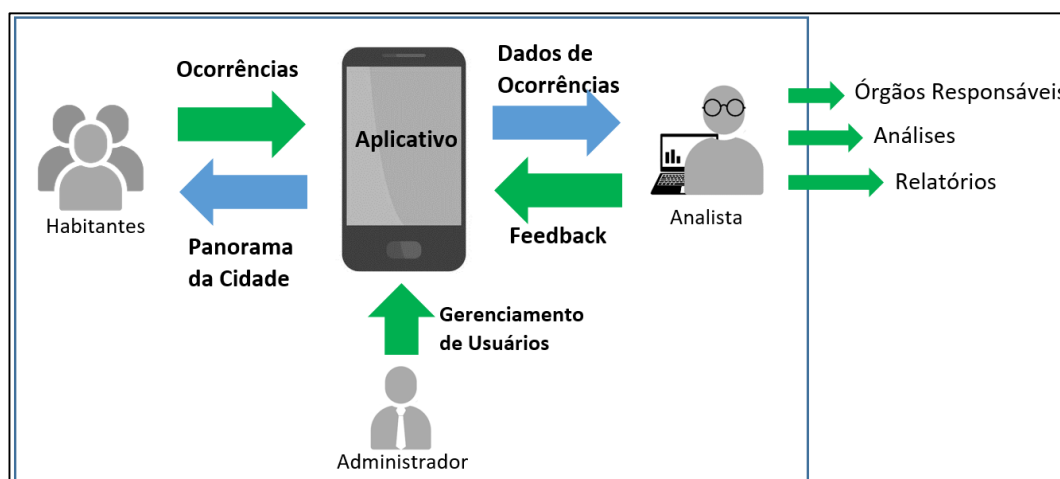 Ocorrências
Dados de
Ocorrências
Aplicativo
Órgãos Responsáveis
Análises
Relatórios
Habitantes
Analista
Panorama
da Cidade
Feedback
Gerenciamento
de Usuários
Administrador